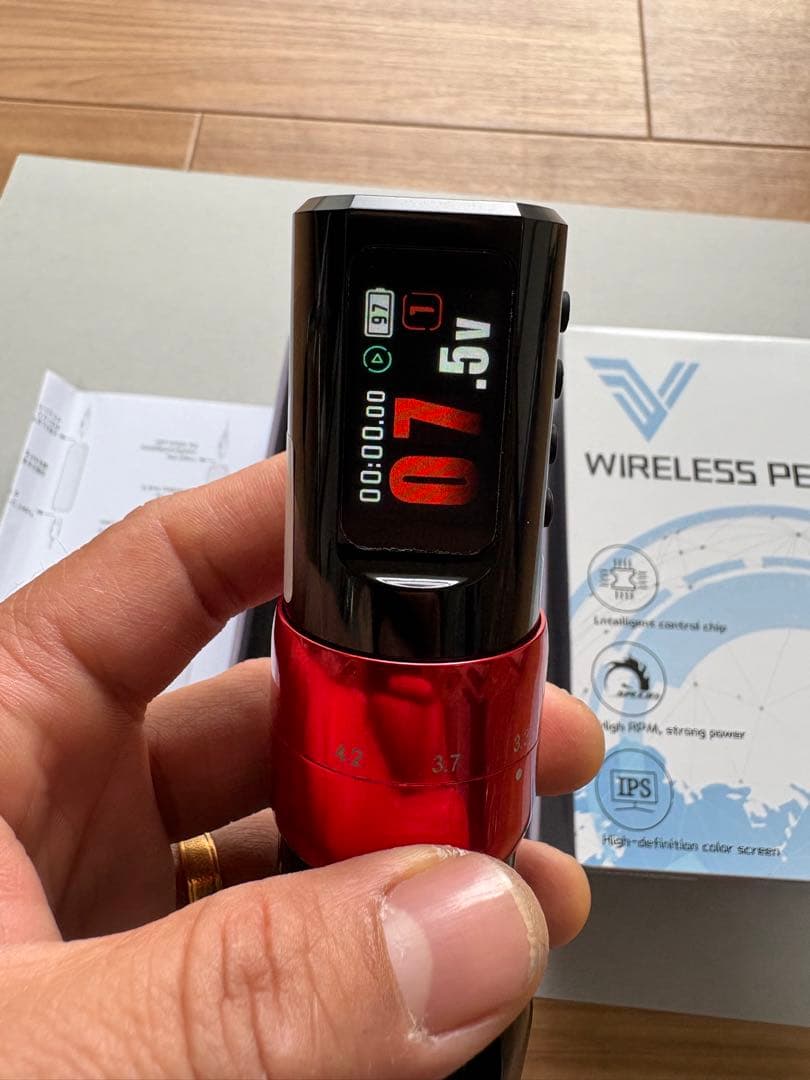 97
1
00:00.00
07.5v
4.2
3.7
WIRELESS PE
Intelligent control chip
High RPM, strong power
IPS
High-definition color screen